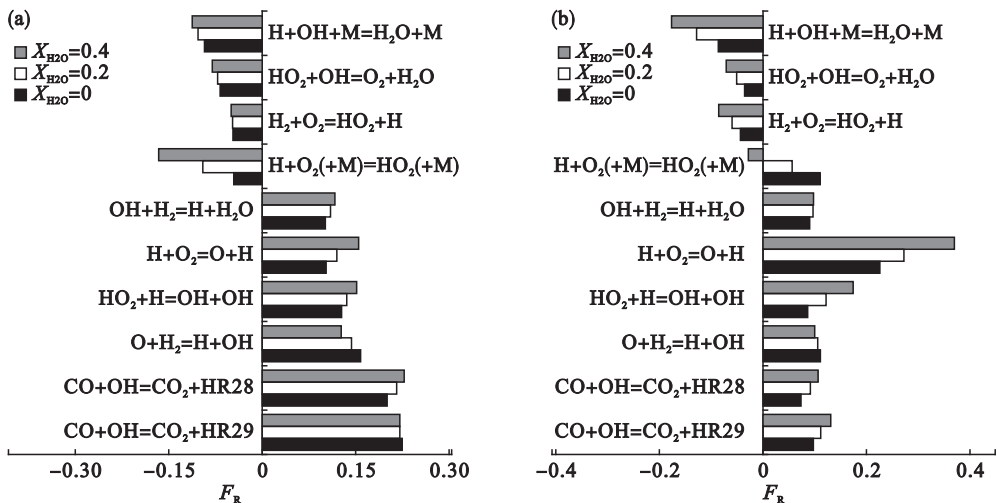 (a)
X_H2O=0.4
X_H2O=0.2
X_H2O=0
H+OH+M=H₂O+M
HO₂+OH=O₂+H₂O
H₂+O₂=HO₂+H
H+O₂(+M)=HO₂(+M)
OH+H₂=H+H₂O
H+O₂=O+H
HO₂+H=OH+OH
O+H₂=H+OH
CO+OH=CO₂+HR28
CO+OH=CO₂+HR29
-0.30 -0.15 0 0.15 0.30
F_R
(b)
X_H2O=0.4
X_H2O=0.2
X_H2O=0
H+OH+M=H₂O+M
HO₂+OH=O₂+H₂O
H₂+O₂=HO₂+H
H+O₂(+M)=HO₂(+M)
OH+H₂=H+H₂O
H+O₂=O+H
HO₂+H=OH+OH
O+H₂=H+OH
CO+OH=CO₂+HR28
CO+OH=CO₂+HR29
-0.4 -0.2 0 0.2 0.4
F_R